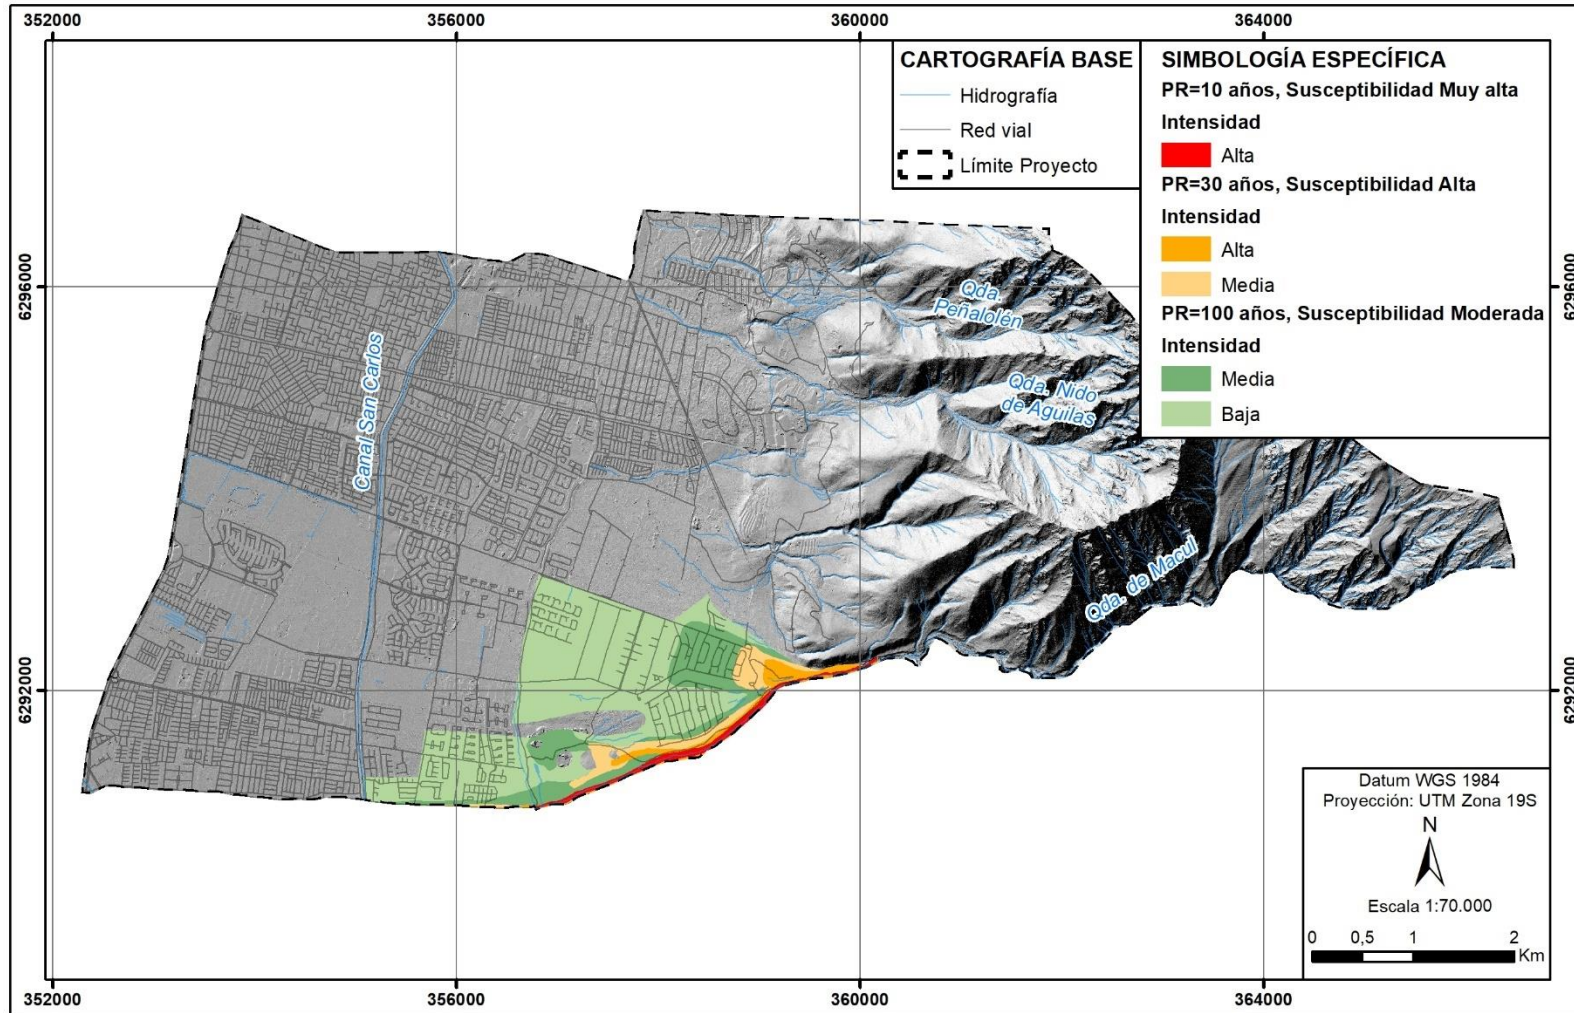 352000
356000
360000
364000
CARTOGRAFÍA BASE
Hidrografía
Red vial
Límite Proyecto
SIMBOLOGÍA ESPECÍFICA
PR=10 años, Susceptibilidad Muy alta
Intensidad
Alta
PR=30 años, Susceptibilidad Alta
Intensidad
Alta
Media
PR=100 años, Susceptibilidad Moderada
Intensidad
Media
Baja
6296000
6296000
Qda.
Peñalolén
Qda. Nido
de Aguilas
Canal San Carlos
Qda. de Macul
6292000
6292000
Datum WGS 1984
Proyección: UTM Zona 19S
N
Escala 1:70.000
0 0,5 1 2
Km
352000
356000
360000
364000